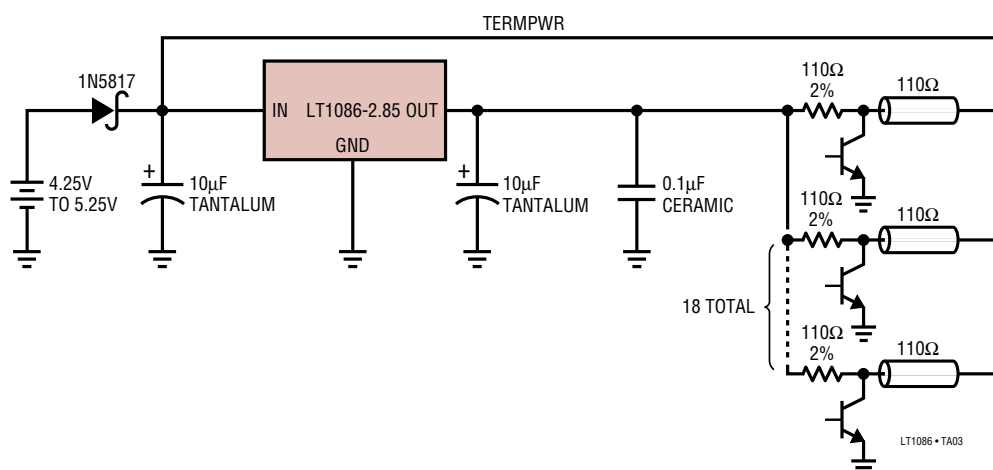 TERMPWR
1N5817
110Ω
2%
110Ω
IN LT1086-2.85 OUT
GND
+
+
4.25V
TO 5.25V
10µF
TANTALUM
10µF
TANTALUM
0.1µF
CERAMIC
110Ω
2%
110Ω
18 TOTAL
110Ω
2%
110Ω
LT1086 • TA03